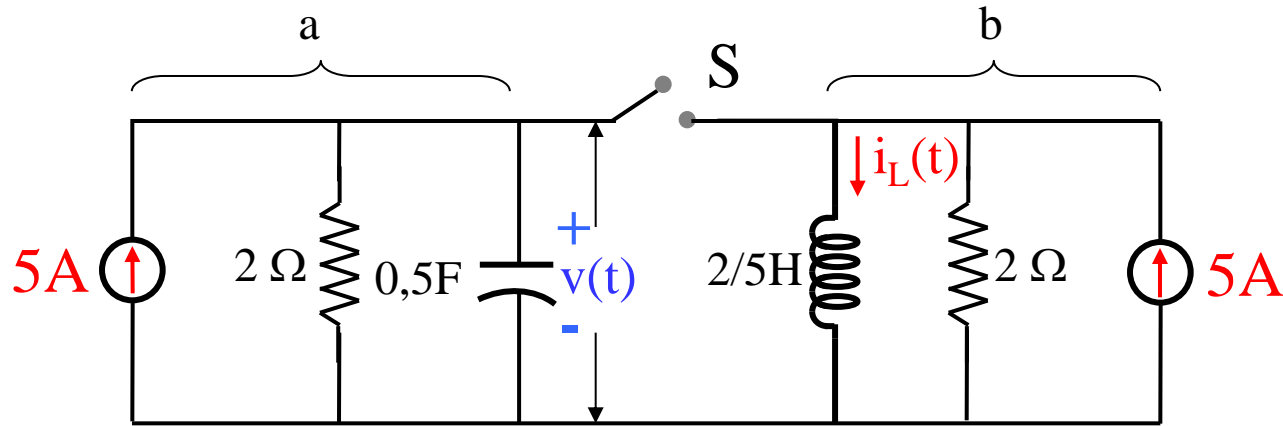 a
b
S
i_L(t)
5A
2 Ω
0,5F
+
v(t)
-
2/5H
2 Ω
5A